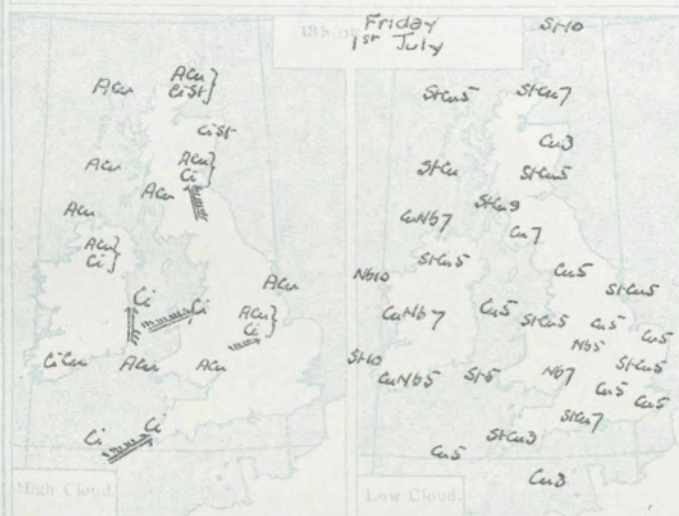 Friday
1st July
St10
ACu
ACu
CiSt
CiSt
ACu
ACu
Ci
ACu
ACu
ACu
Ci
Ci
Ci
ACu
ACu
Ci
CiCu
ACu
ACu
Ci
Ci
High Cloud.
StCu5
StCu7
Cu3
StCu
StCu5
StCu9
CuNb7
Cu7
StCu5
Nb10
Cu5
StCu5
CuNb7
Cu5
StCu5
Cu5
Cu5
Nb5
St10
StCu5
CuNb5
St5
Nb7
Cu5
Cu5
StCu7
StCu3
Cu5
Cu3
Low Cloud.